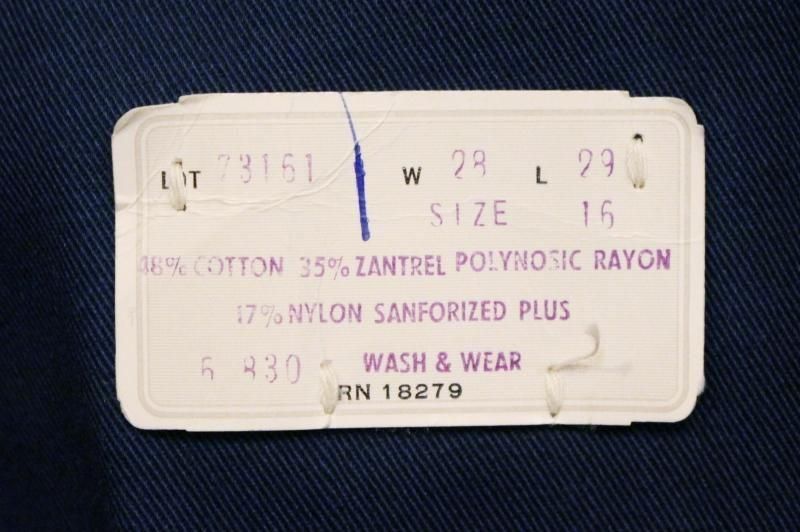 LOT 73161 W 28 L 29
SIZE 16
48% COTTON 35% ZANTREL POLYNOSIC RAYON
17% NYLON SANFORIZED PLUS
6 830 WASH & WEAR
RN 18279